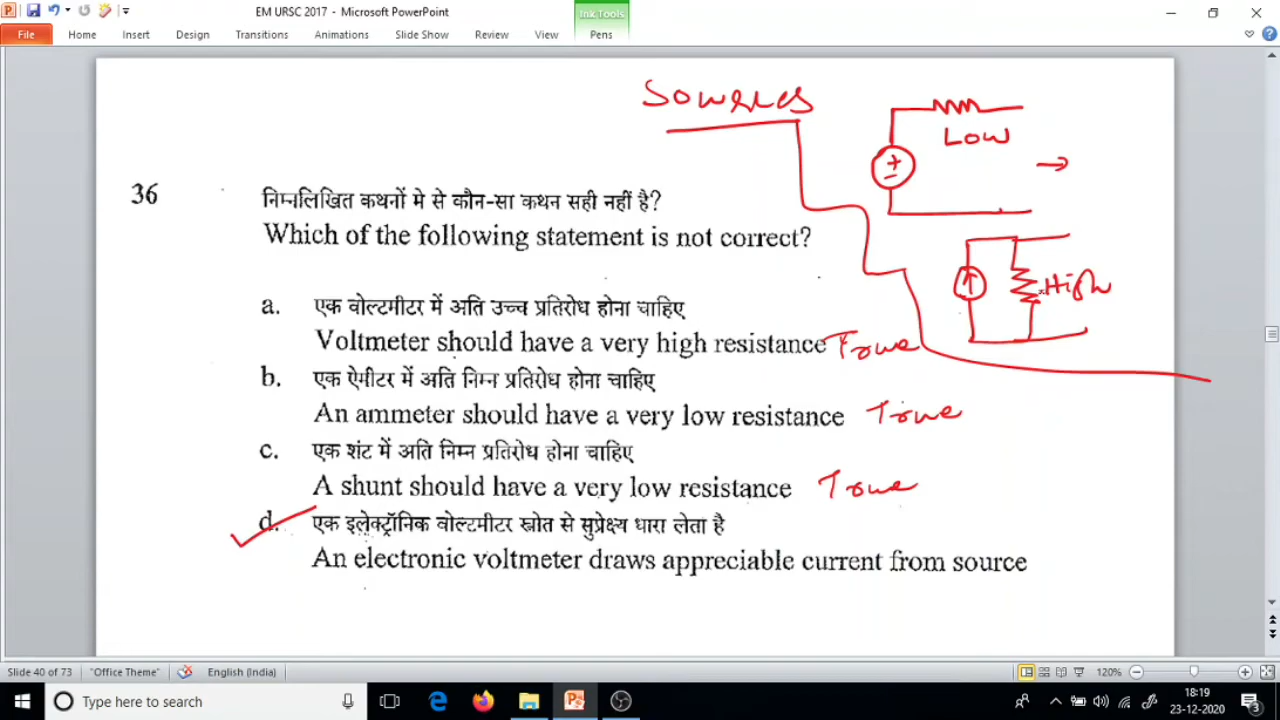 EM URSC 2017 - Microsoft PowerPoint
Ink Tools
File Home Insert Design Transitions Animations Slide Show Review View Pens
Sources
Low
36
निम्नलिखित कथनों मे से कौन-सा कथन सही नहीं है?
Which of the following statement is not correct?
High
a. एक वोल्टमीटर में अति उच्च प्रतिरोध होना चाहिए
Voltmeter should have a very high resistance True
b. एक ऐमीटर में अति निम्न प्रतिरोध होना चाहिए
An ammeter should have a very low resistance True
c. एक शंट में अति निम्न प्रतिरोध होना चाहिए
A shunt should have a very low resistance True
d. एक इलेक्ट्रॉनिक वोल्टमीटर स्रोत से सुप्रेक्ष्य धारा लेता है
An electronic voltmeter draws appreciable current from source
Slide 40 of 73 "Office Theme" English (India) 120%
Type here to search
18:19
23-12-2020
3